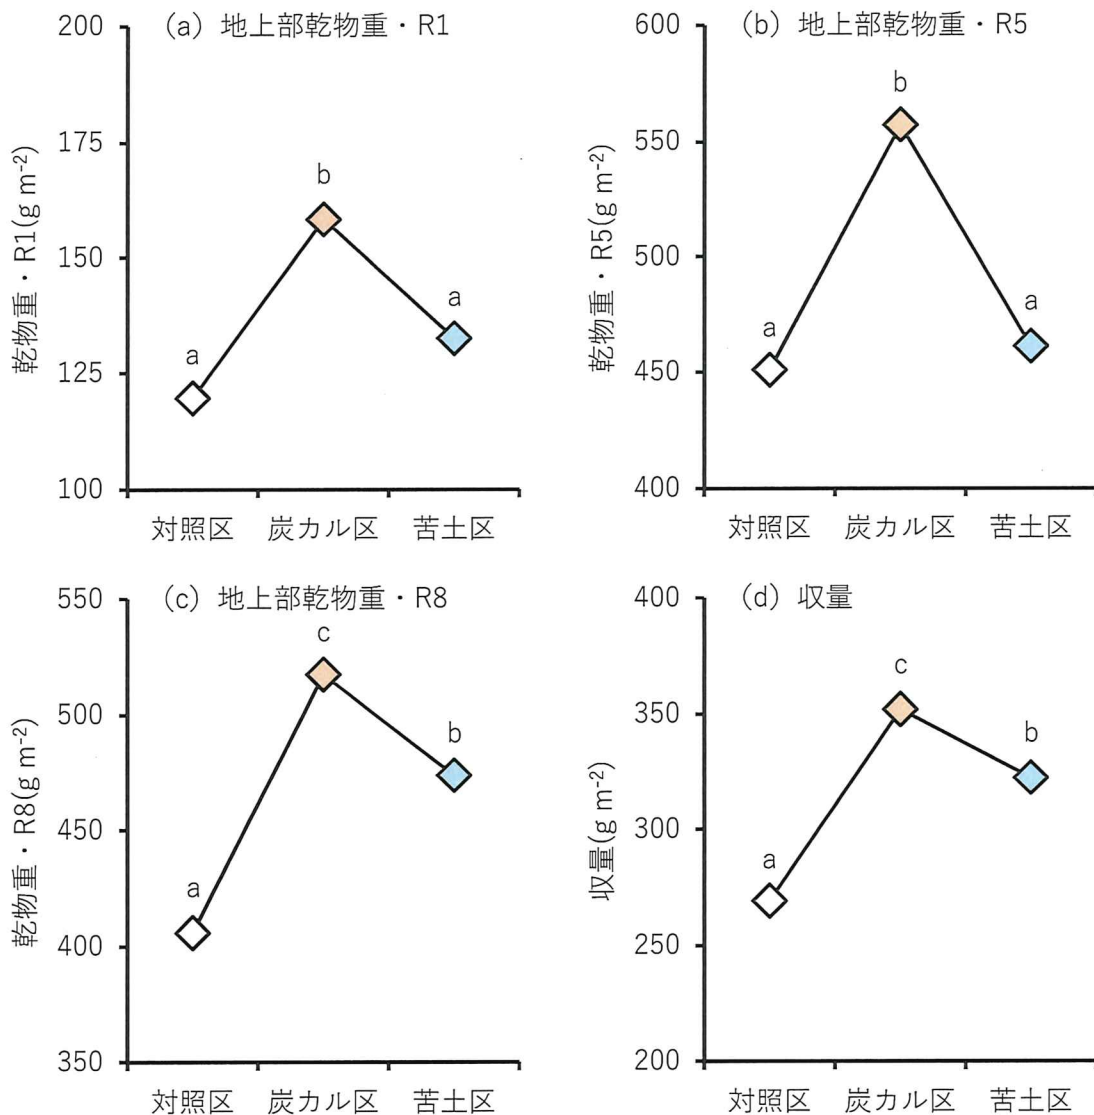 (a) 地上部乾物重・R1
乾物重・R1(g m-2)
200
175
150
125
100
a
b
a
対照区 炭カル区 苦土区
(b) 地上部乾物重・R5
乾物重・R5(g m-2)
600
550
500
450
400
a
b
a
対照区 炭カル区 苦土区
(c) 地上部乾物重・R8
乾物重・R8(g m-2)
550
500
450
400
350
a
c
b
対照区 炭カル区 苦土区
(d) 収量
収量(g m-2)
400
350
300
250
200
a
c
b
対照区 炭カル区 苦土区